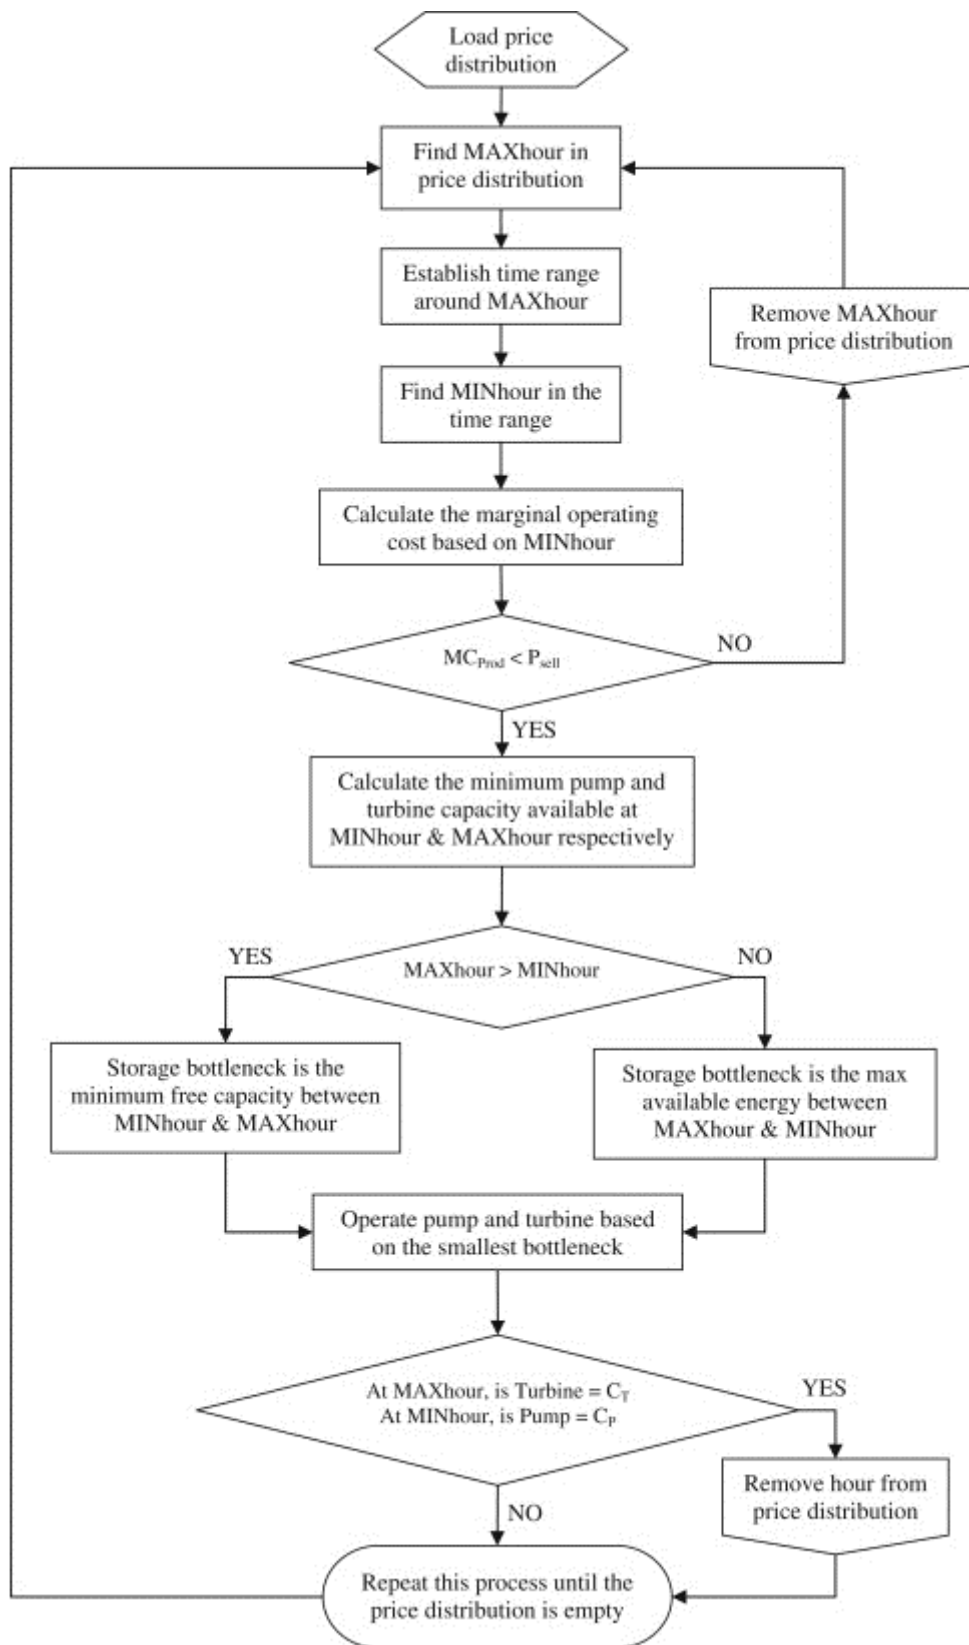 Load price
distribution
Find MAXhour in
price distribution
Establish time range
around MAXhour
Remove MAXhour
from price distribution
Find MINhour in the
time range
Calculate the marginal operating
cost based on MINhour
MC_Prod < P_sell
NO
YES
Calculate the minimum pump and
turbine capacity available at
MINhour & MAXhour respectively
YES
MAXhour > MINhour
NO
Storage bottleneck is the
minimum free capacity between
MINhour & MAXhour
Storage bottleneck is the max
available energy between
MAXhour & MINhour
Operate pump and turbine based
on the smallest bottleneck
At MAXhour, is Turbine = C_T
At MINhour, is Pump = C_P
YES
Remove hour from
price distribution
NO
Repeat this process until the
price distribution is empty